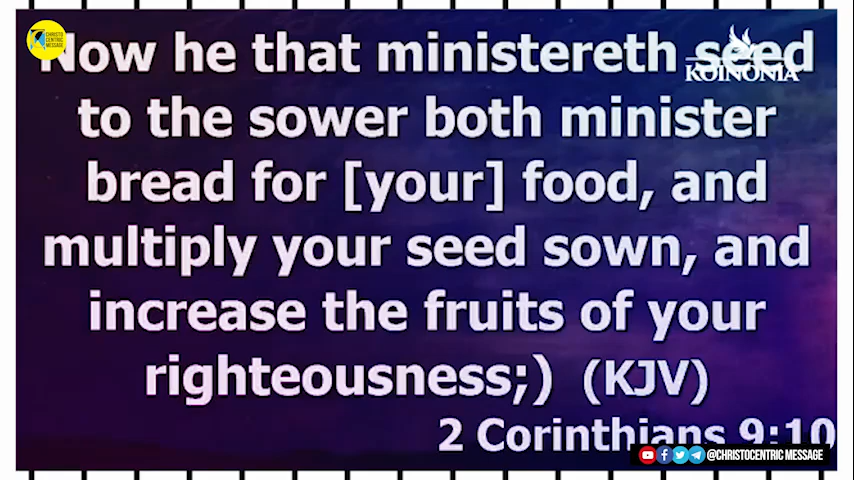 CHRISTO
CENTRIC
MESSAGE
KOINONIA
Now he that ministereth seed
to the sower both minister
bread for [your] food, and
multiply your seed sown, and
increase the fruits of your
righteousness;) (KJV)
2 Corinthians 9:10
@CHRISTOCENTRIC MESSAGE